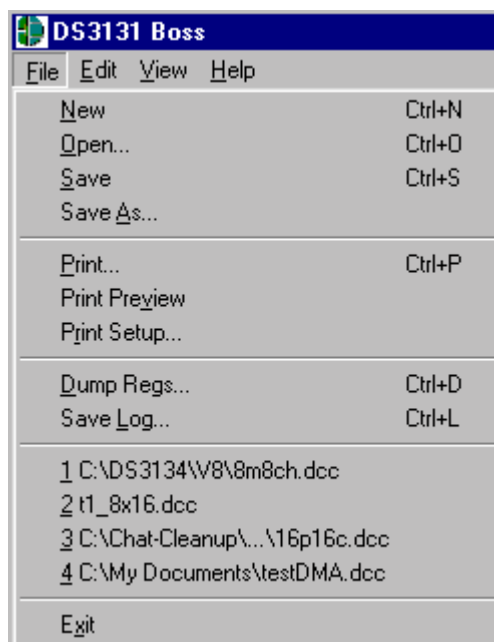 DS3131 Boss
File Edit View Help
New Ctrl+N
Open... Ctrl+O
Save Ctrl+S
Save As...
Print... Ctrl+P
Print Preview
Print Setup...
Dump Regs... Ctrl+D
Save Log... Ctrl+L
1 C:\DS3134\V8\8m8ch.dcc
2 t1_8x16.dcc
3 C:\Chat-Cleanup\...\16p16c.dcc
4 C:\My Documents\testDMA.dcc
Exit